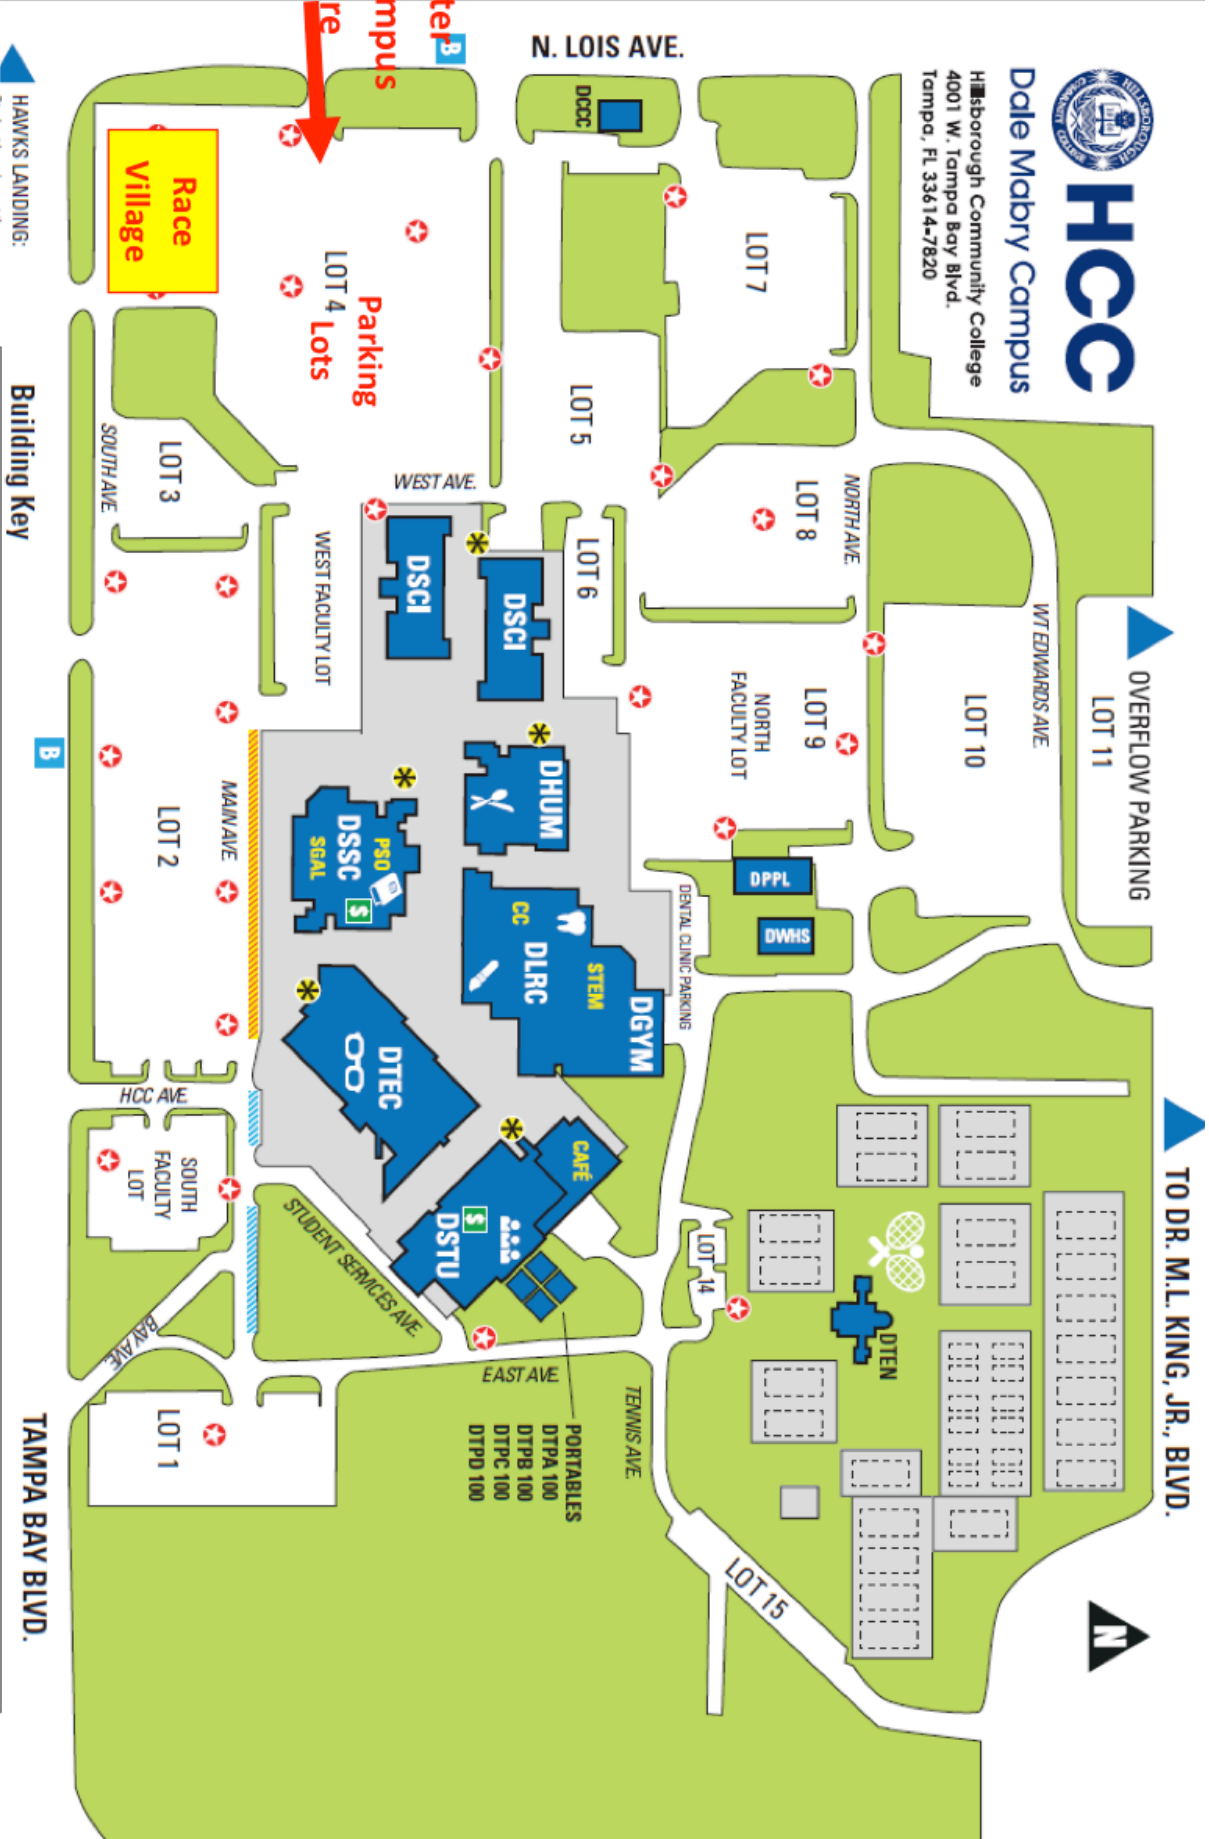 HCC
Dale Mabry Campus
Hillsborough Community College
4001 W. Tampa Bay Blvd.
Tampa, FL 33614-7820
OVERFLOW PARKING
TO DR. M.L. KING, JR., BLVD.
N
LOT 11
WT EDWARDS AVE.
LOT 10
NORTH AVE.
LOT 7
LOT 8
LOT 9
NORTH
FACULTY LOT
DPPL
DWHS
DENTAL CLINIC PARKING
N. LOIS AVE.
DCCC
LOT 5
LOT 6
DSCI
DSCI
DHUM
DGYM
STEM
DLRC
CC
LOT 14
DTEN
CAFÉ
DSTU
$
TENNIS AVE.
EAST AVE.
PORTABLES
DTPA 100
DTPB 100
DTPC 100
DTPD 100
LOT 15
B
WEST AVE.
LOT 4
Parking
Lots
WEST FACULTY LOT
PSO
DSSC
SGAL
$
DTEC
STUDENT SERVICES AVE.
Race
Village
LOT 3
SOUTH AVE.
MAIN AVE.
LOT 2
HCC AVE.
SOUTH
FACULTY
LOT
BAY AVE.
LOT 1
B
TAMPA BAY BLVD.
HAWKS LANDING:
Building Key